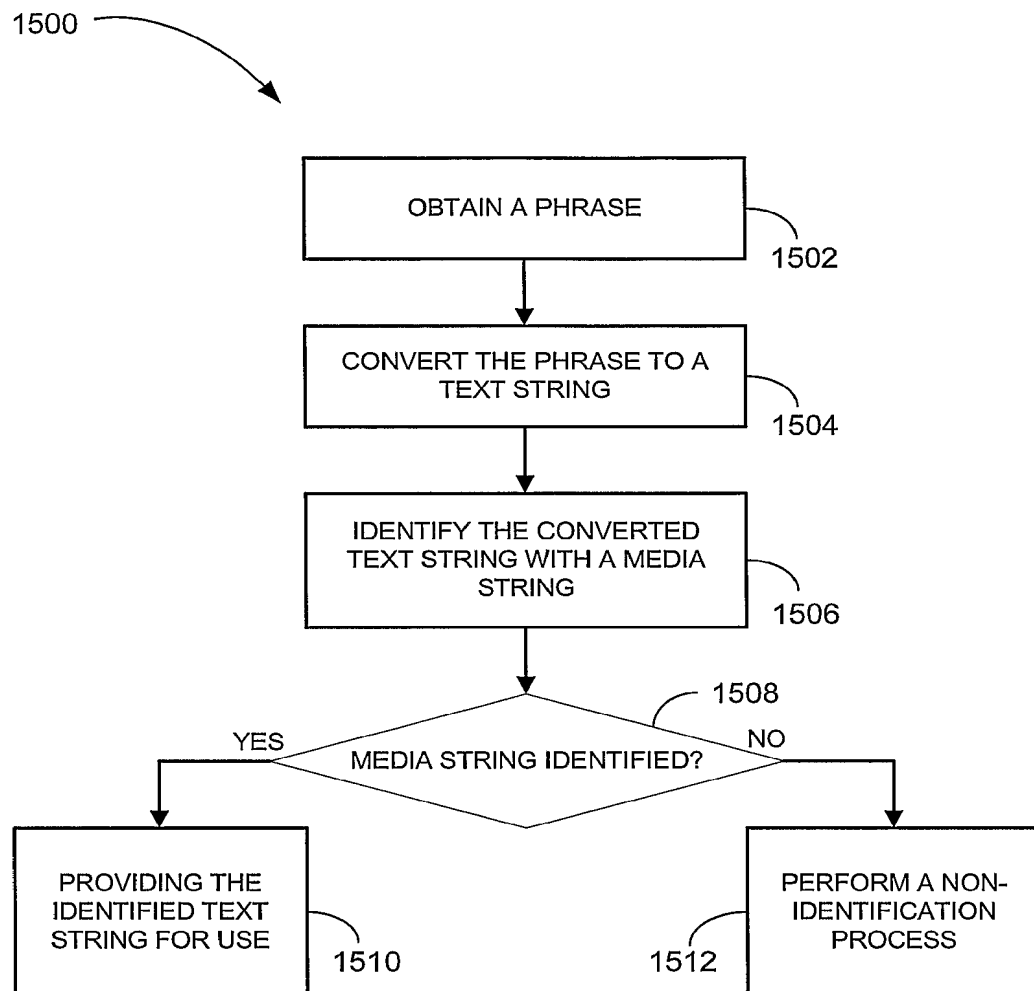 1500
OBTAIN A PHRASE
1502
CONVERT THE PHRASE TO A
TEXT STRING
1504
IDENTIFY THE CONVERTED
TEXT STRING WITH A MEDIA
STRING
1506
1508
YES
MEDIA STRING IDENTIFIED?
NO
PROVIDING THE
IDENTIFIED TEXT
STRING FOR USE
1510
PERFORM A NON-
IDENTIFICATION
PROCESS
1512